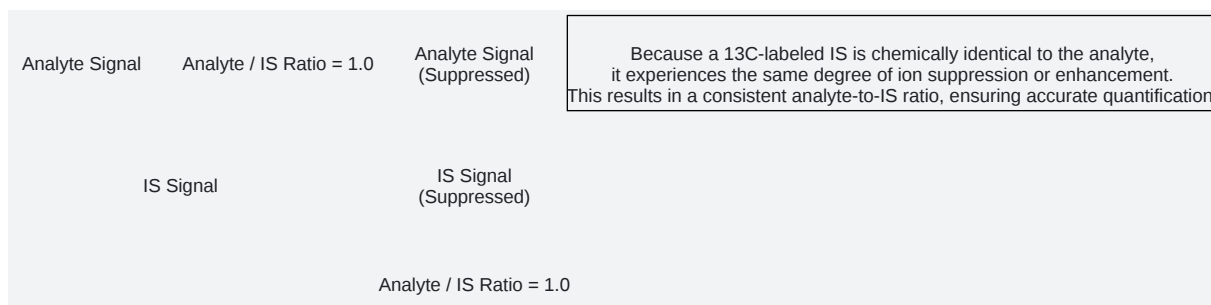 Analyte Signal
Analyte / IS Ratio = 1.0
Analyte Signal
(Suppressed)
Because a 13C-labeled IS is chemically identical to the analyte,
it experiences the same degree of ion suppression or enhancement.
This results in a consistent analyte-to-IS ratio, ensuring accurate quantification
IS Signal
IS Signal
(Suppressed)
Analyte / IS Ratio = 1.0